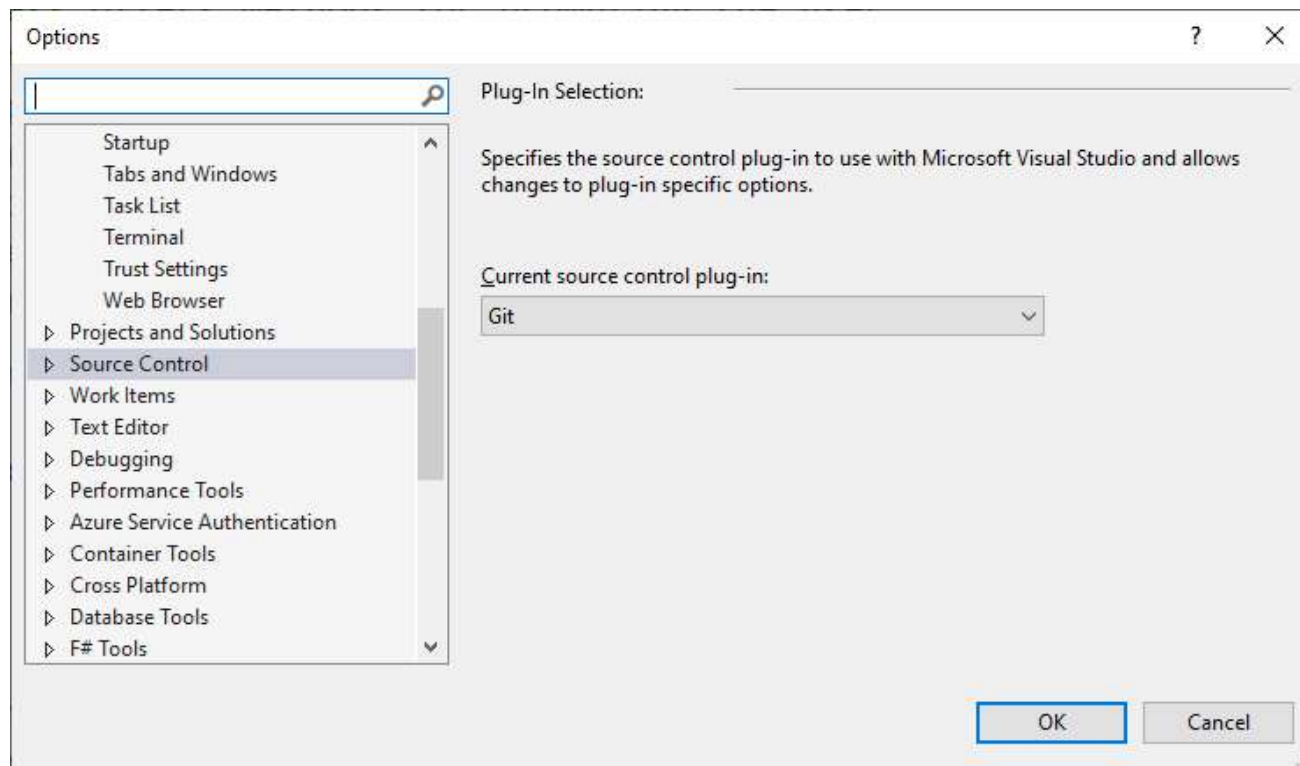 Options
?
Plug-In Selection:
Specifies the source control plug-in to use with Microsoft Visual Studio and allows
changes to plug-in specific options.
Current source control plug-in:
Git
Startup
Tabs and Windows
Task List
Terminal
Trust Settings
Web Browser
Projects and Solutions
Source Control
Work Items
Text Editor
Debugging
Performance Tools
Azure Service Authentication
Container Tools
Cross Platform
Database Tools
F# Tools
OK
Cancel